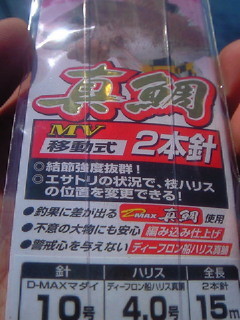 真鯛
MV
移動式 2本針
◎結節強度抜群!
◎エサトリの状況で、枝ハリス
の位置を変更できる!
●釣果に差が出る Z-MAX 真鯛 使用
●不意の大物にも安心 編み込み仕上げ
●警戒心を与えない ディーフロン船ハリス真鯛
針 ハリス 全長
D-MAXマダイ ディーフロン船ハリス真鯛 2本針
10号 4.0号 15m